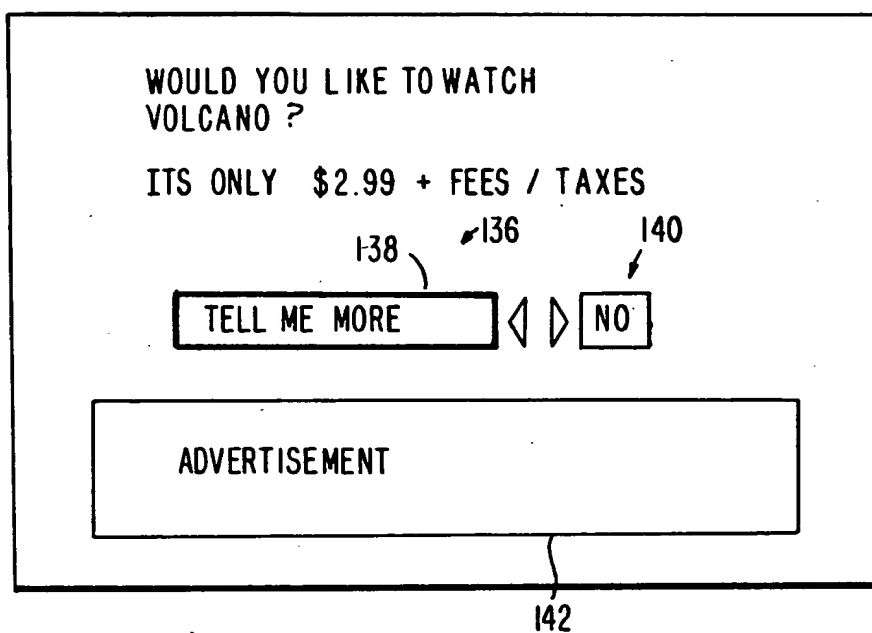 WOULD YOU LIKE TO WATCH
VOLCANO ?
ITS ONLY $2.99 + FEES / TAXES
138 136 140
TELL ME MORE NO
ADVERTISEMENT
142